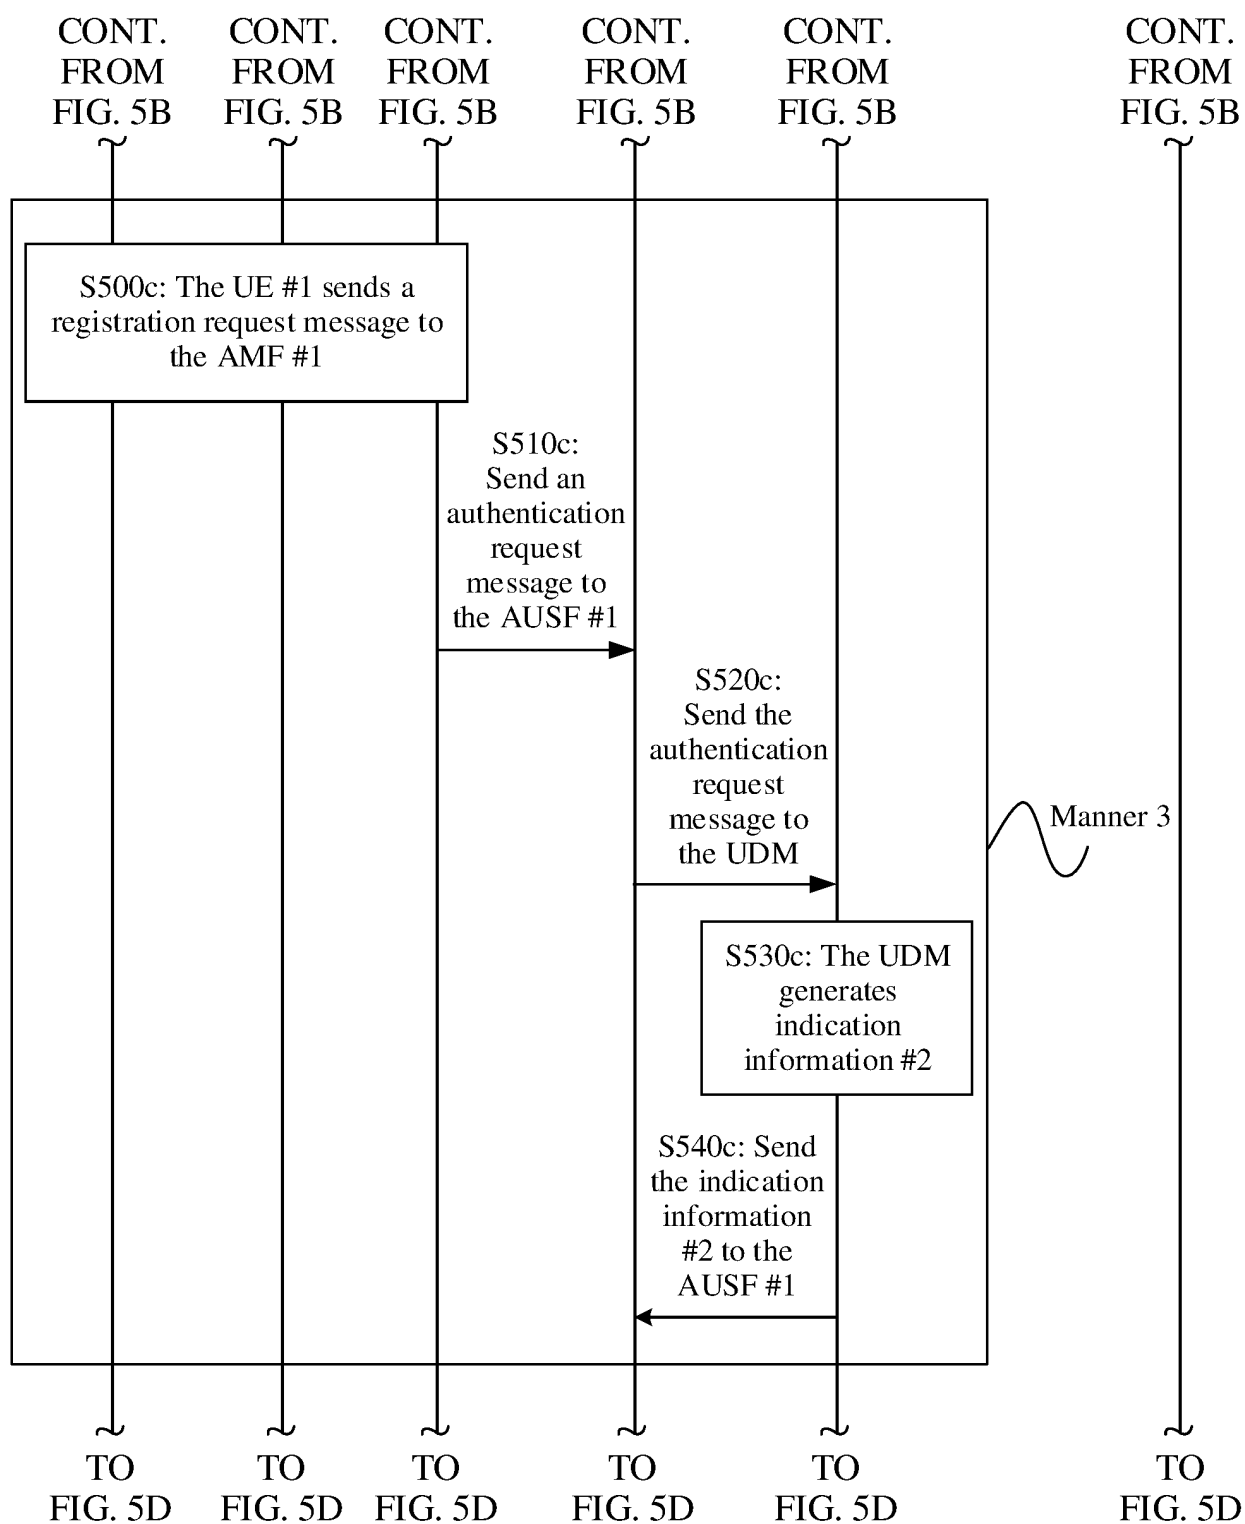 CONT. CONT. CONT. CONT. CONT. CONT.
FROM FROM FROM FROM FROM FROM
FIG. 5B FIG. 5B FIG. 5B FIG. 5B FIG. 5B FIG. 5B
S500c: The UE #1 sends a
registration request message to
the AMF #1
S510c:
Send an
authentication
request
message to
the AUSF #1
S520c:
Send the
authentication
request
message to
the UDM
Manner 3
S530c: The UDM
generates
indication
information #2
S540c: Send
the indication
information
#2 to the
AUSF #1
TO TO TO TO TO TO
FIG. 5D FIG. 5D FIG. 5D FIG. 5D FIG. 5D FIG. 5D